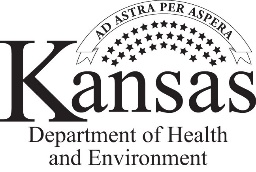 AD ASTRA PER ASPERA
Kansas
Department of Health
and Environment